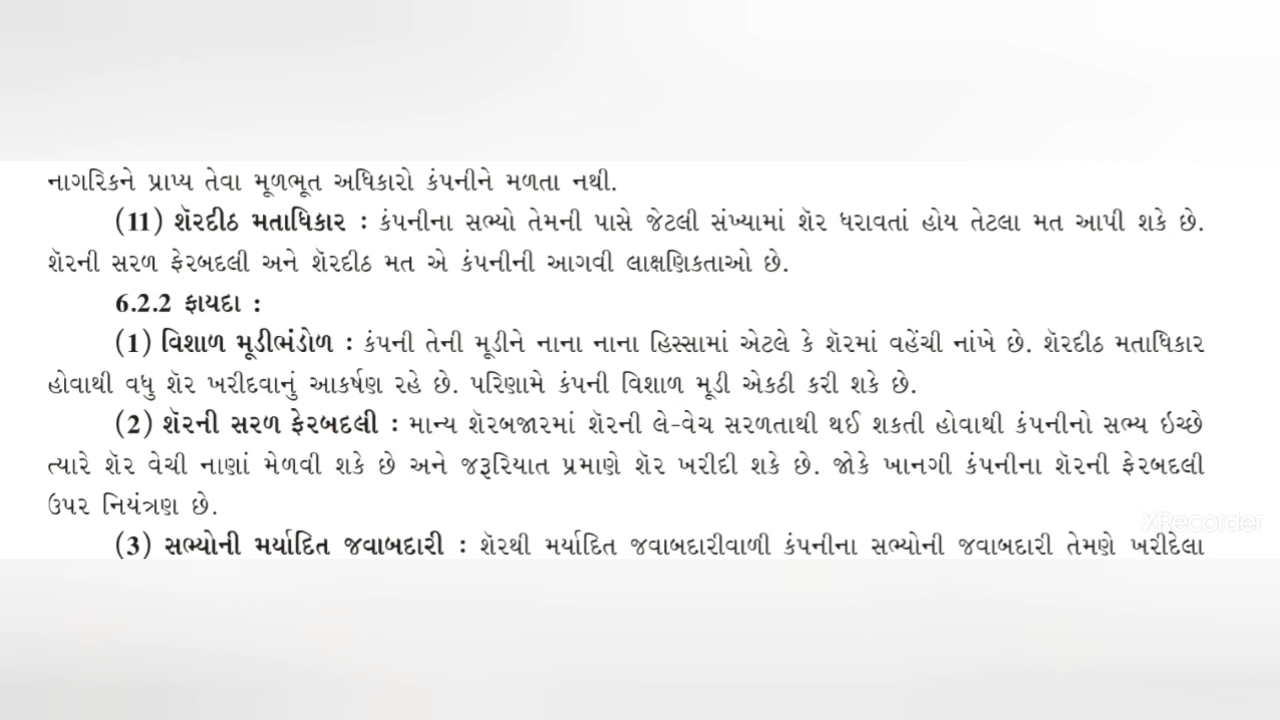 નાગરિકને પ્રાપ્ય તેવા મૂળભૂત અધિકારો કંપનીને મળતા નથી.
(11) શૅરદીઠ મતાધિકાર : કંપનીના સભ્યો તેમની પાસે જેટલી સંખ્યામાં શૅર ધરાવતાં હોય તેટલા મત આપી શકે છે.
શૅરની સરળ ફેરબદલી અને શૅરદીઠ મત એ કંપનીની આગવી લાક્ષણિકતાઓ છે.
6.2.2 ફાયદા :
(1) વિશાળ મૂડીભંડોળ : કંપની તેની મૂડીને નાના નાના હિસ્સામાં એટલે કે શૅરમાં વહેંચી નાંખે છે. શૅરદીઠ મતાધિકાર
હોવાથી વધુ શૅર ખરીદવાનું આકર્ષણ રહે છે. પરિણામે કંપની વિશાળ મૂડી એકઠી કરી શકે છે.
(2) શૅરની સરળ ફેરબદલી : માન્ય શૅરબજારમાં શૅરની લે-વેચ સરળતાથી થઈ શકતી હોવાથી કંપનીનો સભ્ય ઇચ્છે
ત્યારે શૅર વેચી નાણાં મેળવી શકે છે અને જરૂરિયાત પ્રમાણે શૅર ખરીદી શકે છે. જોકે ખાનગી કંપનીના શૅરની ફેરબદલી
ઉપર નિયંત્રણ છે.
XRecorder
(3) સભ્યોની મર્યાદિત જવાબદારી : શૅરથી મર્યાદિત જવાબદારીવાળી કંપનીના સભ્યોની જવાબદારી તેમણે ખરીદેલા